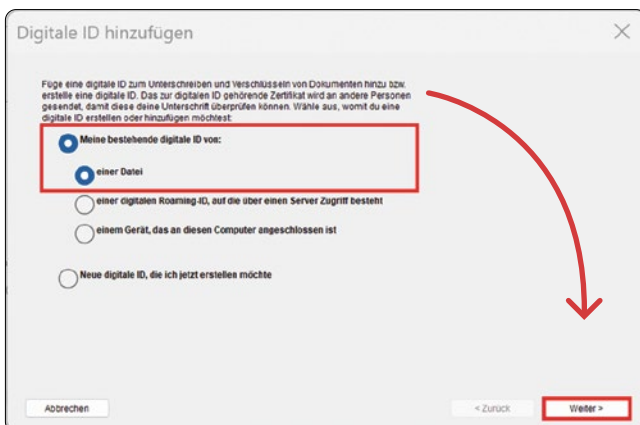 Digitale ID hinzufügen
Füge eine digitale ID zum Unterschreiben und Verschlüsseln von Dokumenten hinzu bzw.
erstelle eine digitale ID. Das zur digitalen ID gehörende Zertifikat wird an andere Personen
gesendet, damit diese deine Unterschrift überprüfen können. Wähle aus, womit du eine
digitale ID erstellen oder hinzufügen möchtest:
Meine bestehende digitale ID von:
einer Datei
einer digitalen Roaming-ID, auf die über einen Server Zugriff besteht
einem Gerät, das an diesen Computer angeschlossen ist
Neue digitale ID, die ich jetzt erstellen möchte
Abbrechen
< Zurück
Weiter >